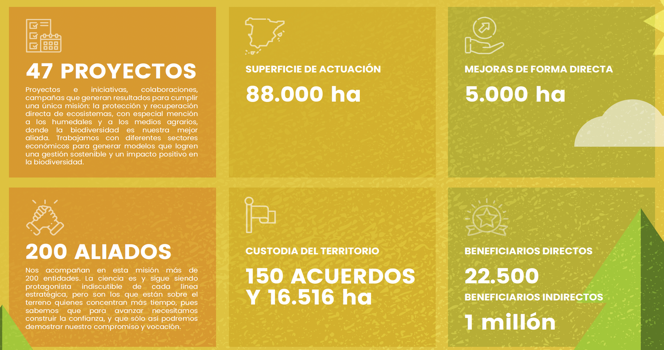 47 PROYECTOS
Proyectos e iniciativas, colaboraciones,
campañas que generan resultados para cumplir
una única misión: la protección y recuperación
directa de ecosistemas, con especial mención
a los humedales y a los medios agrarios,
donde la biodiversidad es nuestra mejor
aliada. Trabajamos con diferentes sectores
económicos para generar modelos que logren
una gestión sostenible y un impacto positivo en
la biodiversidad.
SUPERFICIE DE ACTUACIÓN
88.000 ha
MEJORAS DE FORMA DIRECTA
5.000 ha
200 ALIADOS
Nos acompañan en esta misión más de
200 entidades. La ciencia es y sigue siendo
protagonista indiscutible de cada línea
estratégica, pero son los que están sobre el
terreno quienes concentran más tiempo, pues
sabemos que para avanzar necesitamos
construir la confianza, y que sólo así podremos
demostrar nuestro compromiso y vocación.
CUSTODIA DEL TERRITORIO
150 ACUERDOS
Y 16.516 ha
BENEFICIARIOS DIRECTOS
22.500
BENEFICIARIOS INDIRECTOS
1 millón